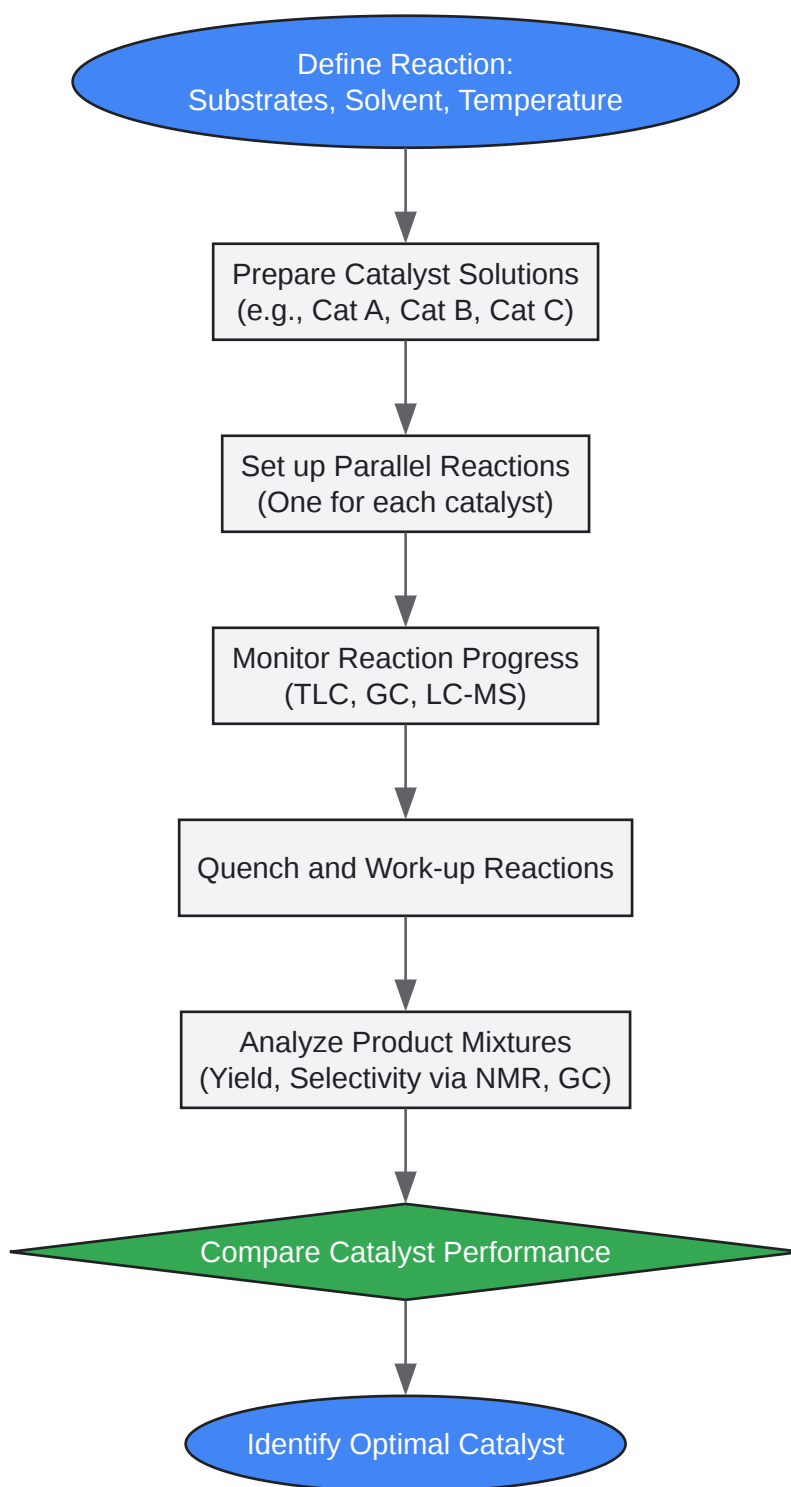 Define Reaction:
Substrates, Solvent, Temperature
Prepare Catalyst Solutions
(e.g., Cat A, Cat B, Cat C)
Set up Parallel Reactions
(One for each catalyst)
Monitor Reaction Progress
(TLC, GC, LC-MS)
Quench and Work-up Reactions
Analyze Product Mixtures
(Yield, Selectivity via NMR, GC)
Compare Catalyst Performance
Identify Optimal Catalyst